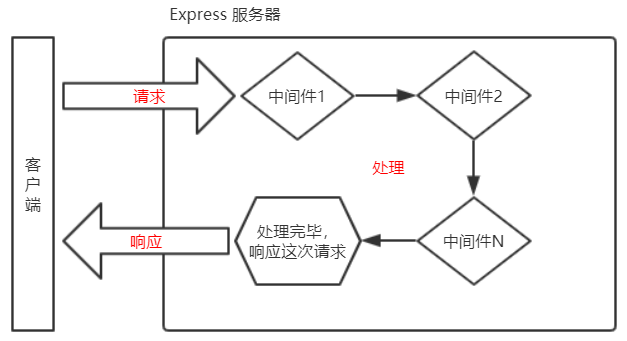 Express 服务器
客
户
端
请求
中间件1
中间件2
处理
响应
处理完毕，
响应这次请求
中间件N